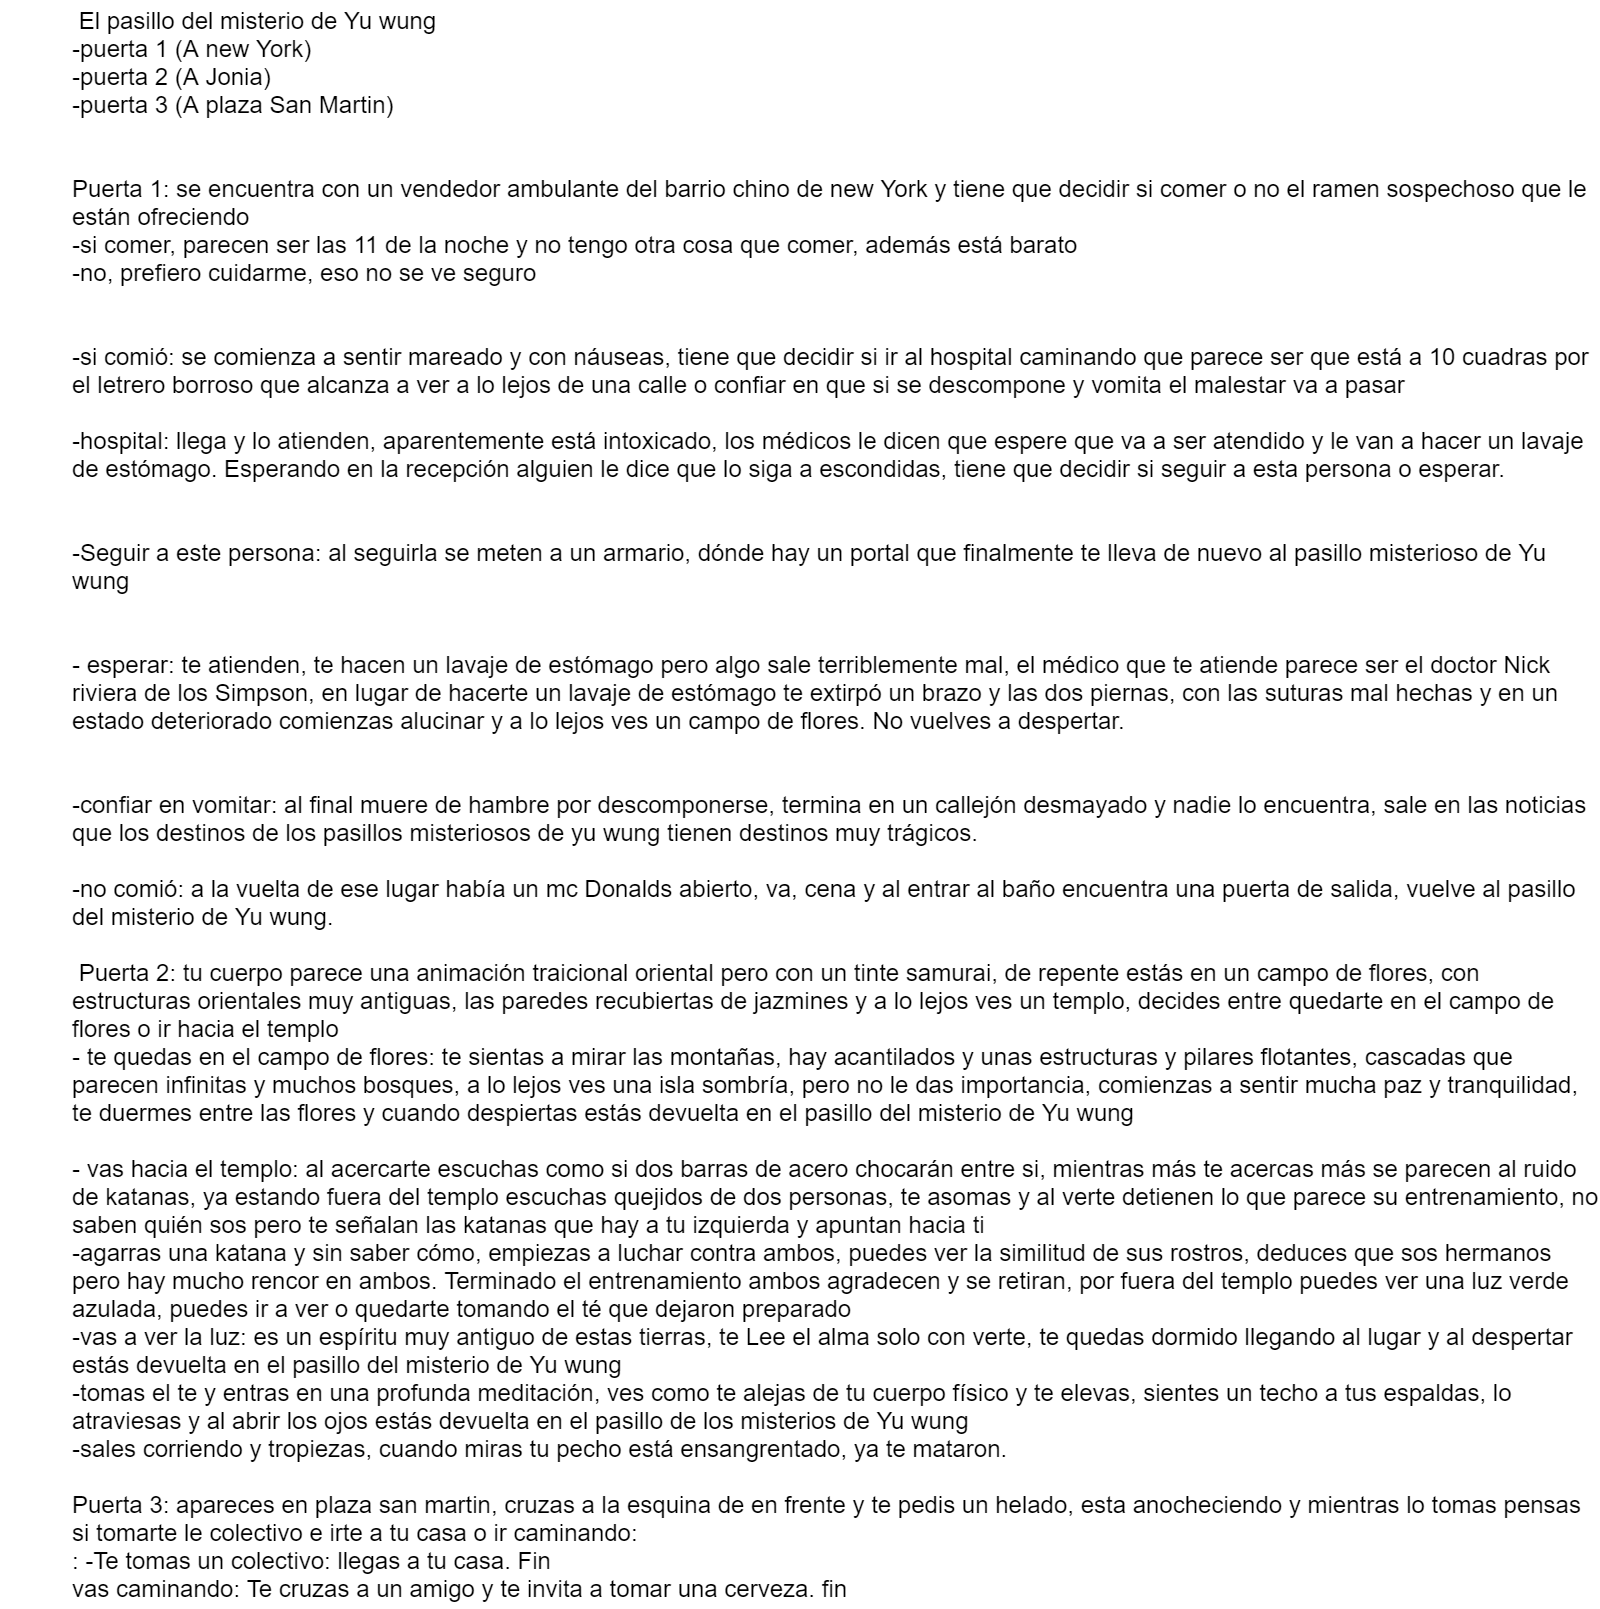 El pasillo del misterio de Yu wung
-puerta 1 (A new York)
-puerta 2 (A Jonia)
-puerta 3 (A plaza San Martin)
Puerta 1: se encuentra con un vendedor ambulante del barrio chino de new York y tiene que decidir si comer o no el ramen sospechoso que le
están ofreciendo
-si comer, parecen ser las 11 de la noche y no tengo otra cosa que comer, además está barato
-no, prefiero cuidarme, eso no se ve seguro
-si comió: se comienza a sentir mareado y con náuseas, tiene que decidir si ir al hospital caminando que parece ser que está a 10 cuadras por
el letrero borroso que alcanza a ver a lo lejos de una calle o confiar en que si se descompone y vomita el malestar va a pasar
-hospital: llega y lo atienden, aparentemente está intoxicado, los médicos le dicen que espere que va a ser atendido y le van a hacer un lavaje
de estómago. Esperando en la recepción alguien le dice que lo siga a escondidas, tiene que decidir si seguir a esta persona o esperar.
-Seguir a este persona: al seguirla se meten a un armario, dónde hay un portal que finalmente te lleva de nuevo al pasillo misterioso de Yu
wung
- esperar: te atienden, te hacen un lavaje de estómago pero algo sale terriblemente mal, el médico que te atiende parece ser el doctor Nick
riviera de los Simpson, en lugar de hacerte un lavaje de estómago te extirpó un brazo y las dos piernas, con las suturas mal hechas y en un
estado deteriorado comienzas alucinar y a lo lejos ves un campo de flores. No vuelves a despertar.
-confiar en vomitar: al final muere de hambre por descomponerse, termina en un callejón desmayado y nadie lo encuentra, sale en las noticias
que los destinos de los pasillos misteriosos de yu wung tienen destinos muy trágicos.
-no comió: a la vuelta de ese lugar había un mc Donalds abierto, va, cena y al entrar al baño encuentra una puerta de salida, vuelve al pasillo
del misterio de Yu wung.
Puerta 2: tu cuerpo parece una animación traicional oriental pero con un tinte samurai, de repente estás en un campo de flores, con
estructuras orientales muy antiguas, las paredes recubiertas de jazmines y a lo lejos ves un templo, decides entre quedarte en el campo de
flores o ir hacia el templo
- te quedas en el campo de flores: te sientas a mirar las montañas, hay acantilados y unas estructuras y pilares flotantes, cascadas que
parecen infinitas y muchos bosques, a lo lejos ves una isla sombría, pero no le das importancia, comienzas a sentir mucha paz y tranquilidad,
te duermes entre las flores y cuando despiertas estás devuelta en el pasillo del misterio de Yu wung
- vas hacia el templo: al acercarte escuchas como si dos barras de acero chocarán entre si, mientras más te acercas más se parecen al ruido
de katanas, ya estando fuera del templo escuchas quejidos de dos personas, te asomas y al verte detienen lo que parece su entrenamiento, no
saben quién sos pero te señalan las katanas que hay a tu izquierda y apuntan hacia ti
-agarras una katana y sin saber cómo, empiezas a luchar contra ambos, puedes ver la similitud de sus rostros, deduces que sos hermanos
pero hay mucho rencor en ambos. Terminado el entrenamiento ambos agradecen y se retiran, por fuera del templo puedes ver una luz verde
azulada, puedes ir a ver o quedarte tomando el té que dejaron preparado
-vas a ver la luz: es un espíritu muy antiguo de estas tierras, te Lee el alma solo con verte, te quedas dormido llegando al lugar y al despertar
estás devuelta en el pasillo del misterio de Yu wung
-tomas el te y entras en una profunda meditación, ves como te alejas de tu cuerpo físico y te elevas, sientes un techo a tus espaldas, lo
atraviesas y al abrir los ojos estás devuelta en el pasillo de los misterios de Yu wung
-sales corriendo y tropiezas, cuando miras tu pecho está ensangrentado, ya te mataron.
Puerta 3: apareces en plaza san martin, cruzas a la esquina de en frente y te pedis un helado, esta anocheciendo y mientras lo tomas pensas
si tomarte le colectivo e irte a tu casa o ir caminando:
: -Te tomas un colectivo: llegas a tu casa. Fin
vas caminando: Te cruzas a un amigo y te invita a tomar una cerveza. fin